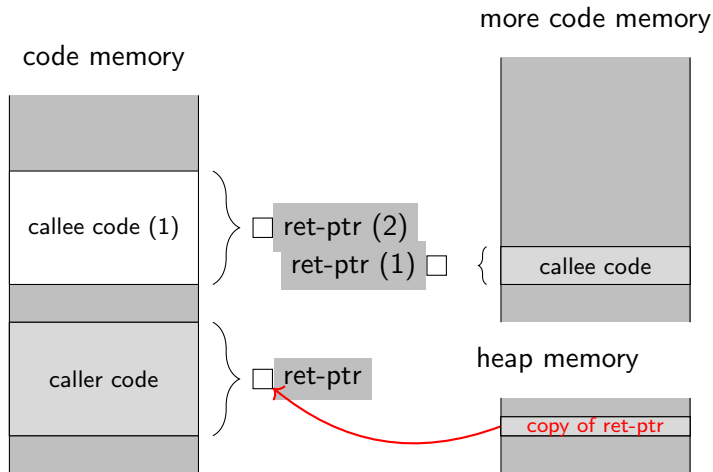 more code memory
code memory
callee code (1)
ret-ptr (2)
ret-ptr (1)
callee code
caller code
ret-ptr
heap memory
copy of ret-ptr